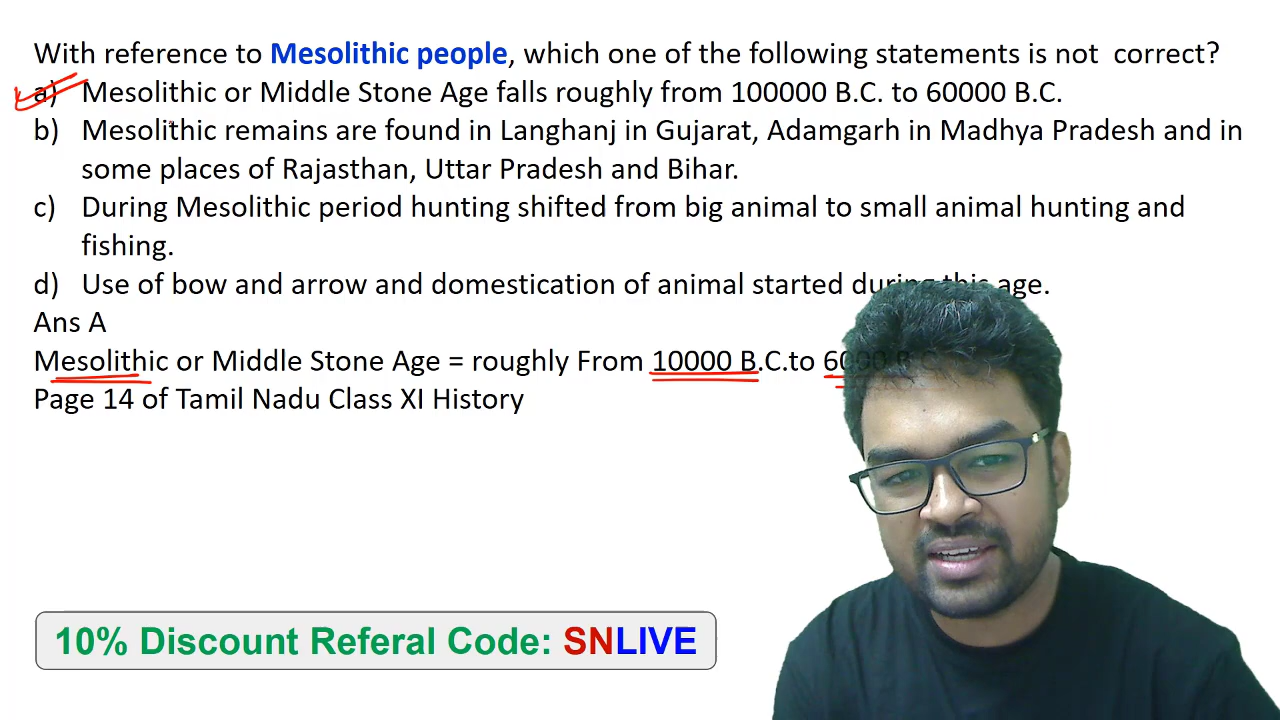 With reference to Mesolithic people, which one of the following statements is not correct?
a) Mesolithic or Middle Stone Age falls roughly from 100000 B.C. to 60000 B.C.
b) Mesolithic remains are found in Langhanj in Gujarat, Adamgarh in Madhya Pradesh and in
some places of Rajasthan, Uttar Pradesh and Bihar.
c) During Mesolithic period hunting shifted from big animal to small animal hunting and
fishing.
d) Use of bow and arrow and domestication of animal started during this age.
Ans A
Mesolithic or Middle Stone Age = roughly From 10000 B.C.to 6000 B.C.
Page 14 of Tamil Nadu Class XI History
10% Discount Referal Code: SNLIVE